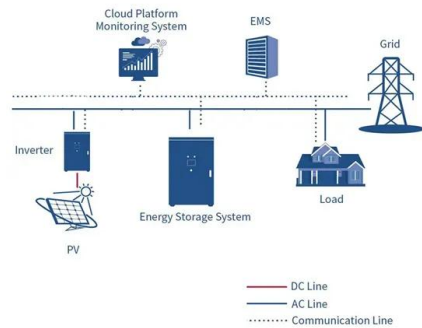 Cloud Platform
Monitoring System
EMS
Grid
Inverter
Energy Storage System
Load
PV
DC Line
AC Line
Communication Line